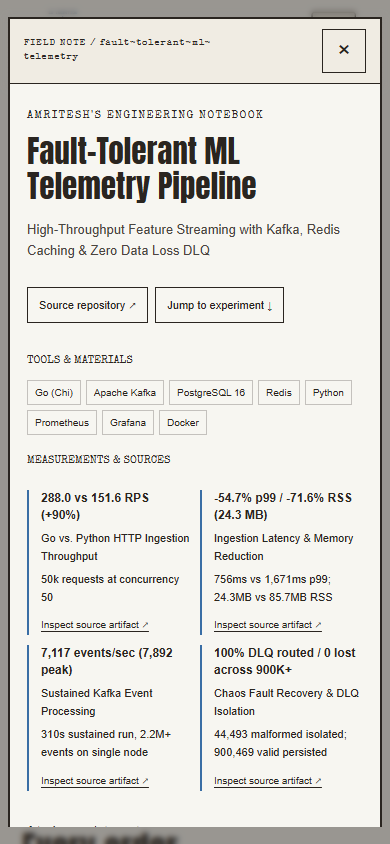 FIELD NOTE / fault-tolerant-ml-
telemetry
×
AMRITESH'S ENGINEERING NOTEBOOK
Fault-Tolerant ML
Telemetry Pipeline
High-Throughput Feature Streaming with Kafka, Redis
Caching & Zero Data Loss DLQ
Source repository ↗
Jump to experiment ↓
TOOLS & MATERIALS
Go (Chi)
Apache Kafka
PostgreSQL 16
Redis
Python
Prometheus
Grafana
Docker
MEASUREMENTS & SOURCES
288.0 vs 151.6 RPS
(+90%)
Go vs. Python HTTP Ingestion
Throughput
50k requests at concurrency
50
Inspect source artifact ↗
-54.7% p99 / -71.6% RSS
(24.3 MB)
Ingestion Latency & Memory
Reduction
756ms vs 1,671ms p99;
24.3MB vs 85.7MB RSS
Inspect source artifact ↗
7,117 events/sec (7,892
peak)
Sustained Kafka Event
Processing
310s sustained run, 2.2M+
events on single node
Inspect source artifact ↗
100% DLQ routed / 0 lost
across 900K+
Chaos Fault Recovery & DLQ
Isolation
44,493 malformed isolated;
900,469 valid persisted
Inspect source artifact ↗